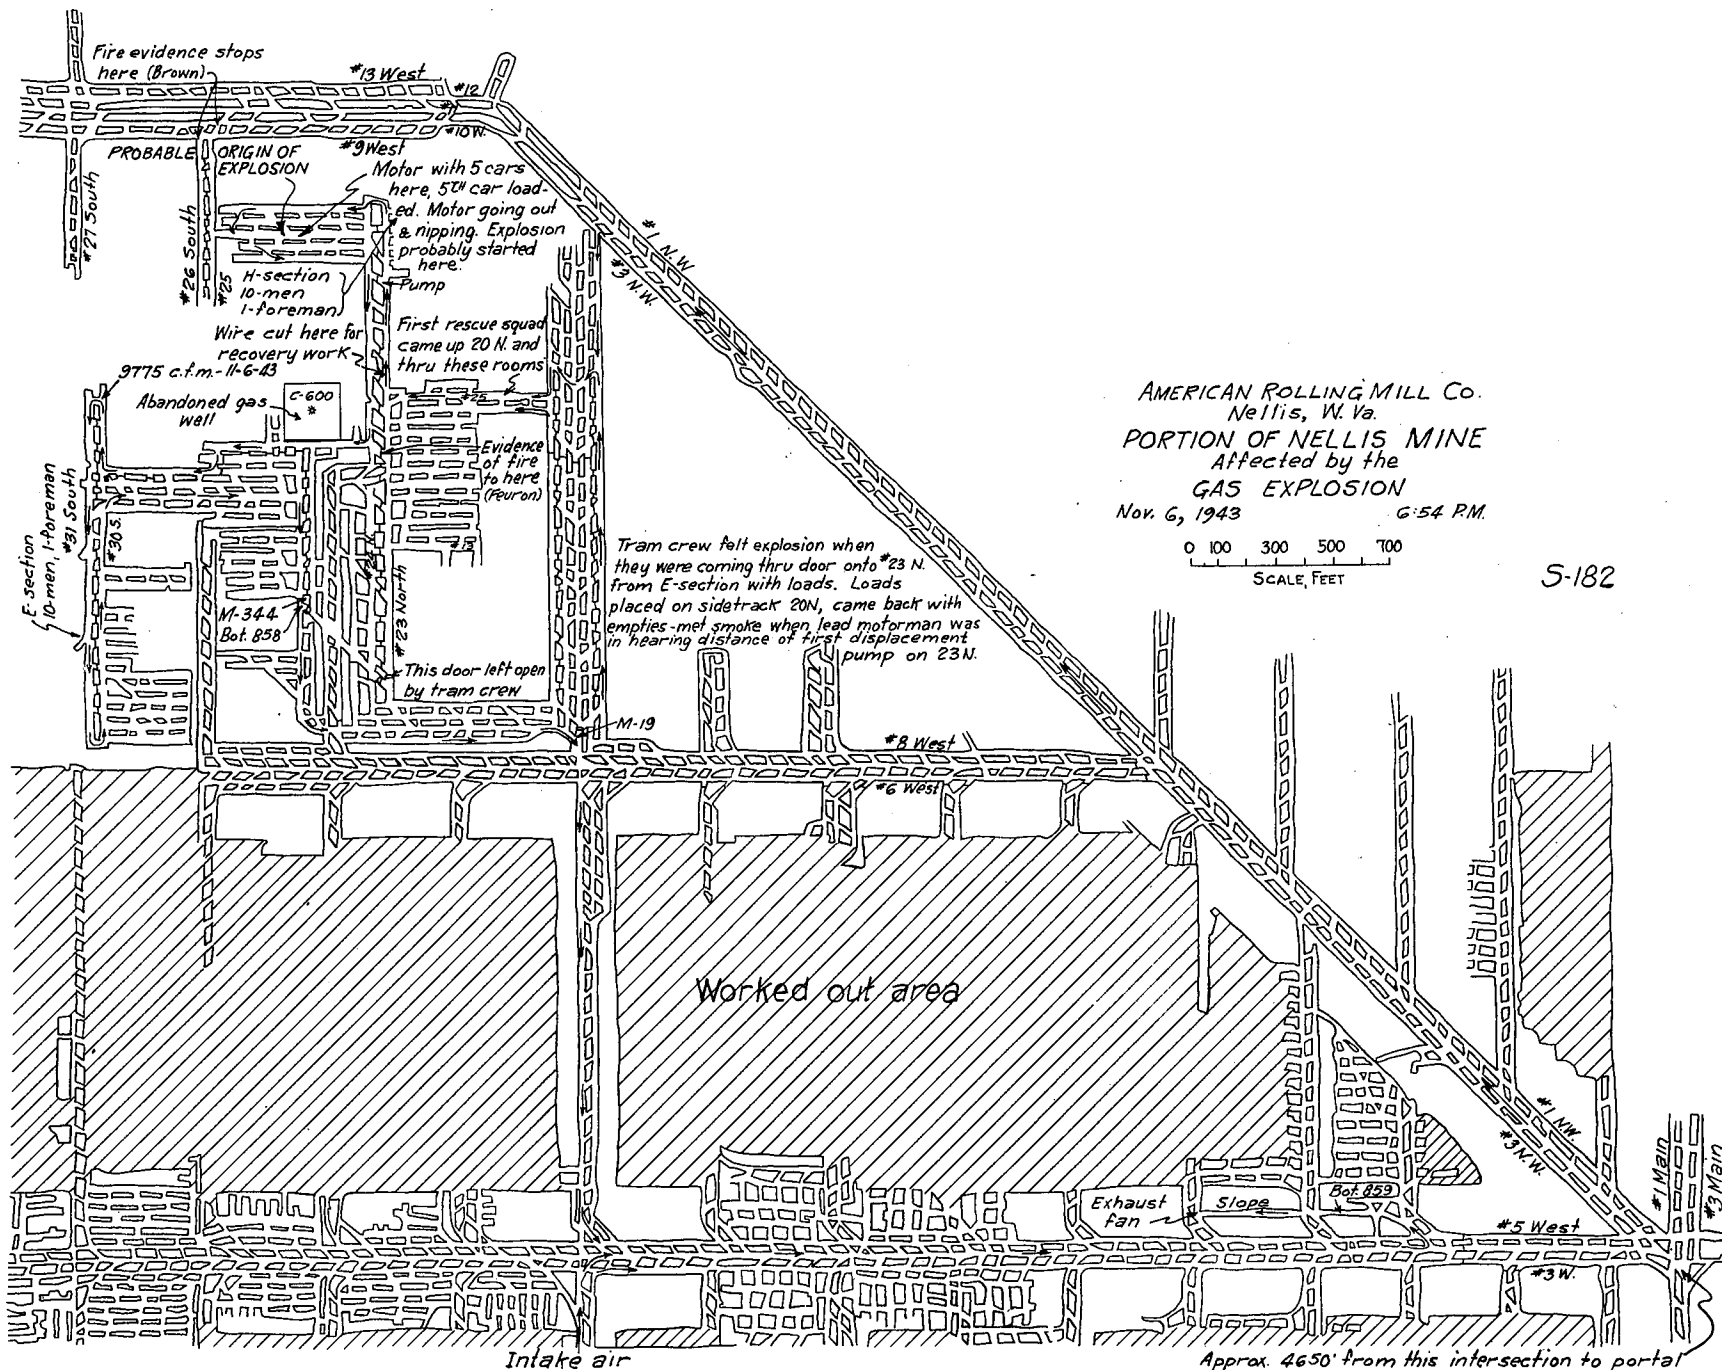 Fire evidence stops
here (Brown)
#13 West
#12
#11
#10 W.
#9 West
PROBABLE ORIGIN OF
EXPLOSION
Motor with 5 cars
here, 5TH car load-
ed. Motor going out
& nipping. Explosion
probably started
here.
#27 South
#26 South
#25
H-section
10-men
1-foreman
Pump
#1 N.W
#3 N.W.
Wire cut here for
recovery work
First rescue squad
came up 20 N. and
thru these rooms
9775 c.f.m.-11-6-43
Abandoned gas
well
C-600
#25
Evidence
of fire
to here
(Feuron)
#13
E-section
10-men, 1-foreman
#31 South
#30 S.
#24
#23 North
M-344
Bot. 858
This door left open
by tram crew
Tram crew felt explosion when
they were coming thru door onto #23 N.
from E-section with loads. Loads
placed on sidetrack 20N, came back with
empties-met smoke when lead motorman was
in hearing distance of first displacement
pump on 23N.
AMERICAN ROLLING MILL CO.
Nellis, W. Va.
PORTION OF NELLIS MINE
Affected by the
GAS EXPLOSION
Nov. 6, 1943 6:54 P.M.
0 100 300 500 700
SCALE, FEET
S-182
M-19
#8 West
#6 West
Worked out area
#1 NW.
#3 N.W.
#1 Main
#3 Main
Exhaust
fan
Slope
Bot. 859
#5 West
#3 W.
Intake air
Approx. 4650' from this intersection to portal